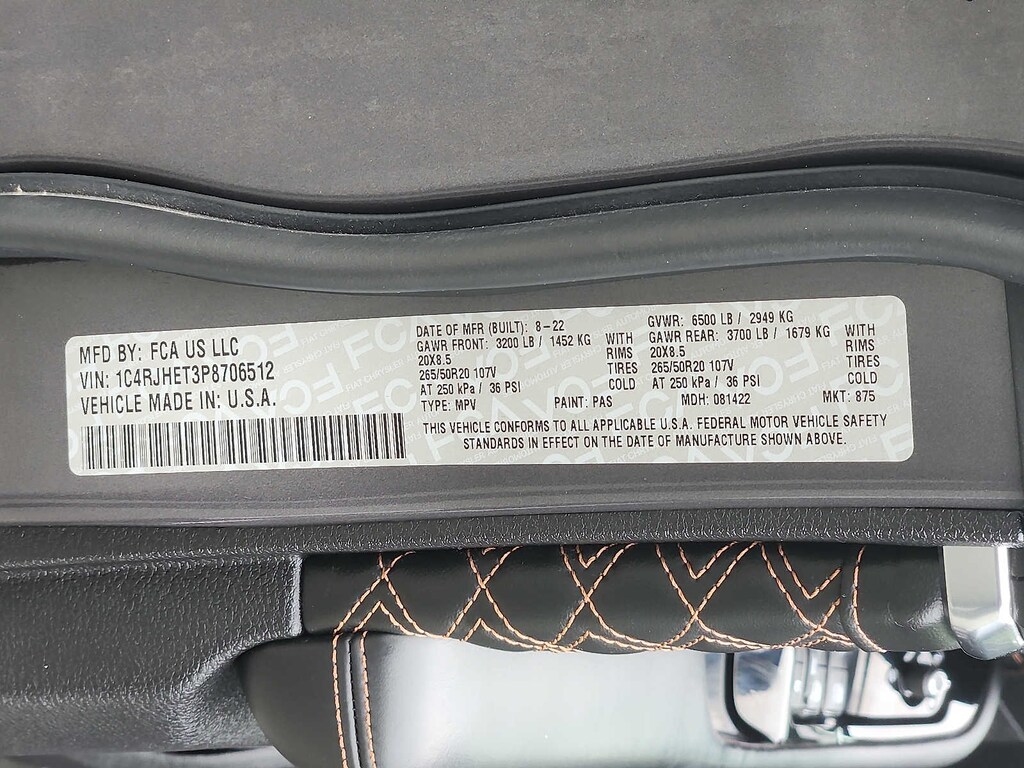 MFD BY: FCA US LLC
VIN: 1C4RJHET3P8706512
VEHICLE MADE IN: U.S.A.
DATE OF MFR (BUILT): 8-22
GAWR FRONT: 3200 LB / 1452 KG WITH
20X8.5 RIMS
265/50R20 107V TIRES
AT 250 kPa / 36 PSI COLD
TYPE: MPV PAINT: PAS
GVWR: 6500 LB / 2949 KG
GAWR REAR: 3700 LB / 1679 KG WITH
20X8.5 RIMS
265/50R20 107V TIRES
AT 250 kPa / 36 PSI COLD
MDH: 081422 MKT: 875
THIS VEHICLE CONFORMS TO ALL APPLICABLE U.S.A. FEDERAL MOTOR VEHICLE SAFETY
STANDARDS IN EFFECT ON THE DATE OF MANUFACTURE SHOWN ABOVE.